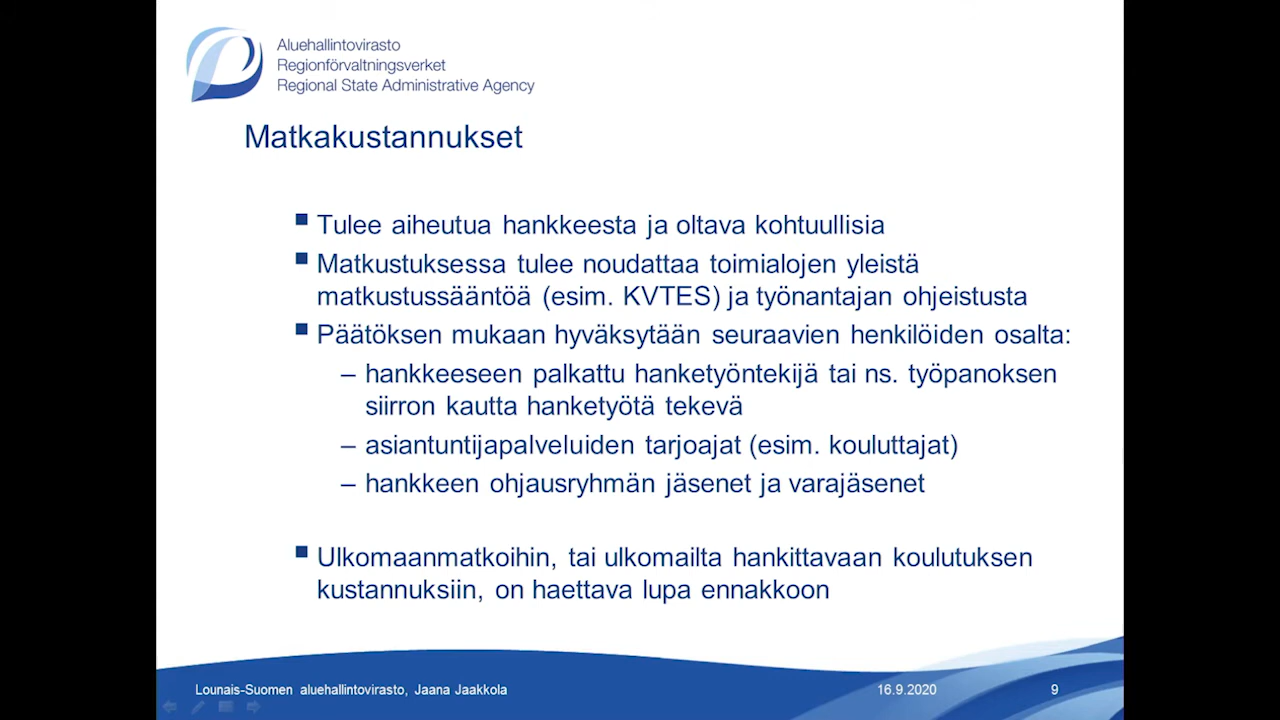 Aluehallintovirasto
Regionförvaltningsverket
Regional State Administrative Agency
Matkakustannukset
Tulee aiheutua hankkeesta ja oltava kohtuullisia
Matkustuksessa tulee noudattaa toimialojen yleistä
matkustussääntöä (esim. KVTES) ja työnantajan ohjeistusta
Päätöksen mukaan hyväksytään seuraavien henkilöiden osalta:
– hankkeeseen palkattu hanketyöntekijä tai ns. työpanoksen
siirron kautta hanketyötä tekevä
– asiantuntijapalveluiden tarjoajat (esim. kouluttajat)
– hankkeen ohjausryhmän jäsenet ja varajäsenet
Ulkomaanmatkoihin, tai ulkomailta hankittavaan koulutuksen
kustannuksiin, on haettava lupa ennakkoon
Lounais-Suomen aluehallintovirasto, Jaana Jaakkola
16.9.2020
9